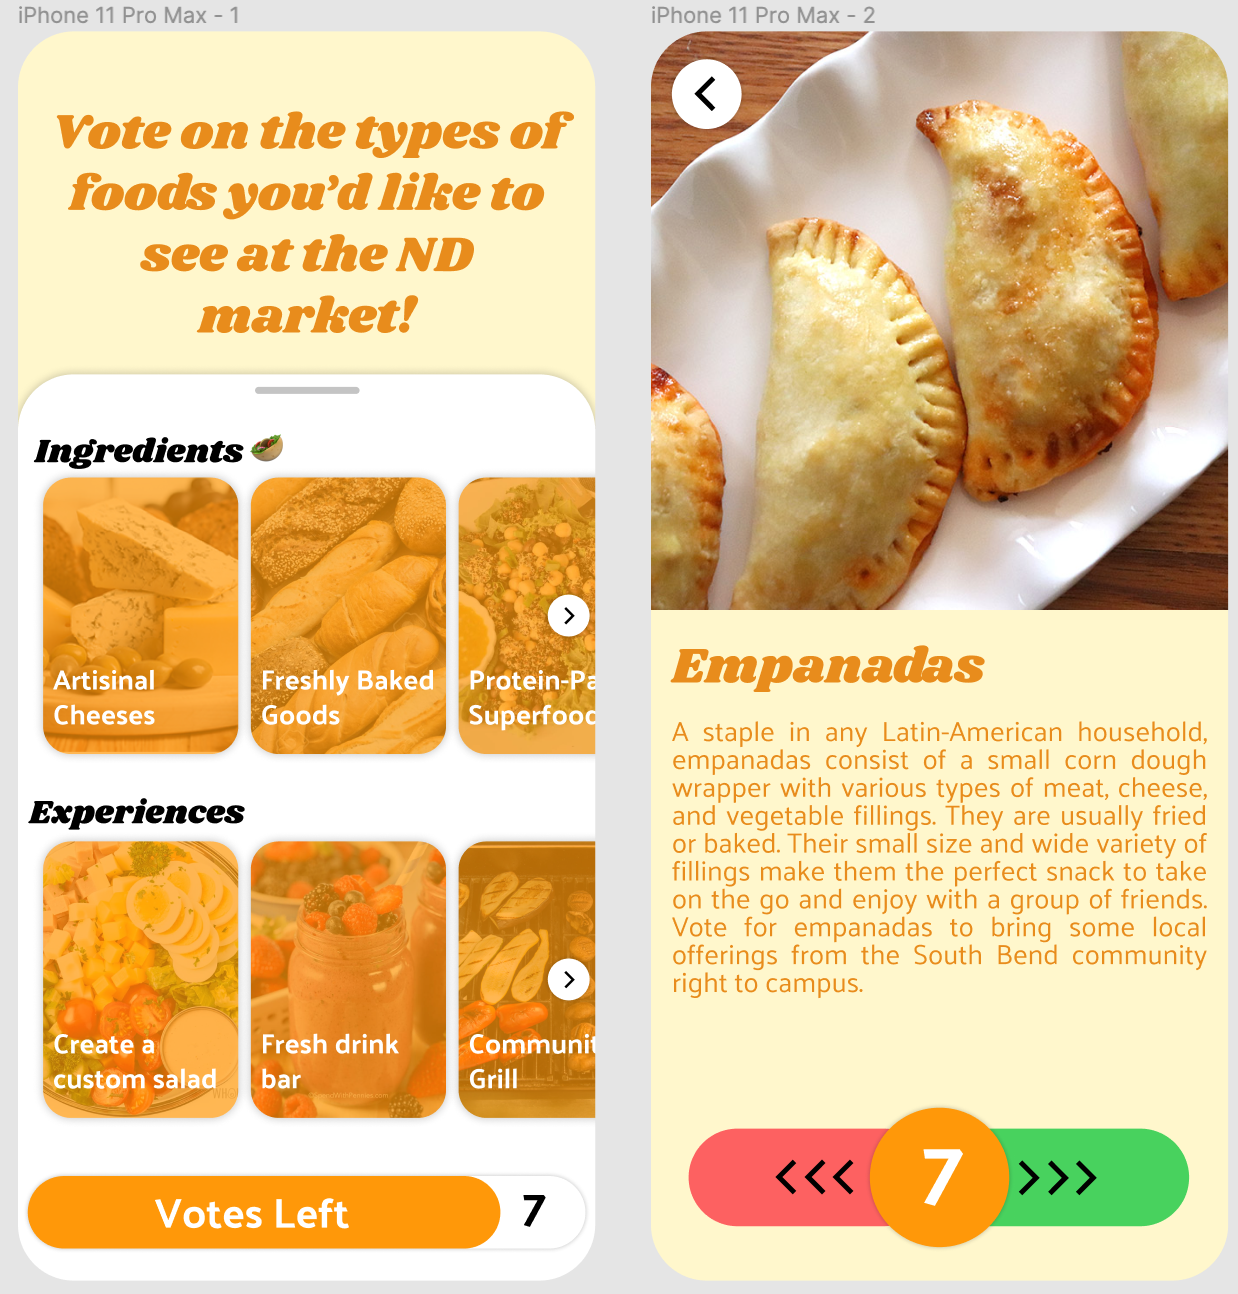 iPhone 11 Pro Max - 1
Vote on the types of
foods you'd like to
see at the ND
market!
Ingredients
Artisinal
Cheeses
Freshly Baked
Goods
Protein-Pa
Superfood
Experiences
Create a
custom salad
Fresh drink
bar
Communit
Grill
Votes Left
7
iPhone 11 Pro Max - 2
Empanadas
A staple in any Latin-American household,
empanadas consist of a small corn dough
wrapper with various types of meat, cheese,
and vegetable fillings. They are usually fried
or baked. Their small size and wide variety of
fillings make them the perfect snack to take
on the go and enjoy with a group of friends.
Vote for empanadas to bring some local
offerings from the South Bend community
right to campus.
<<< 7 >>>